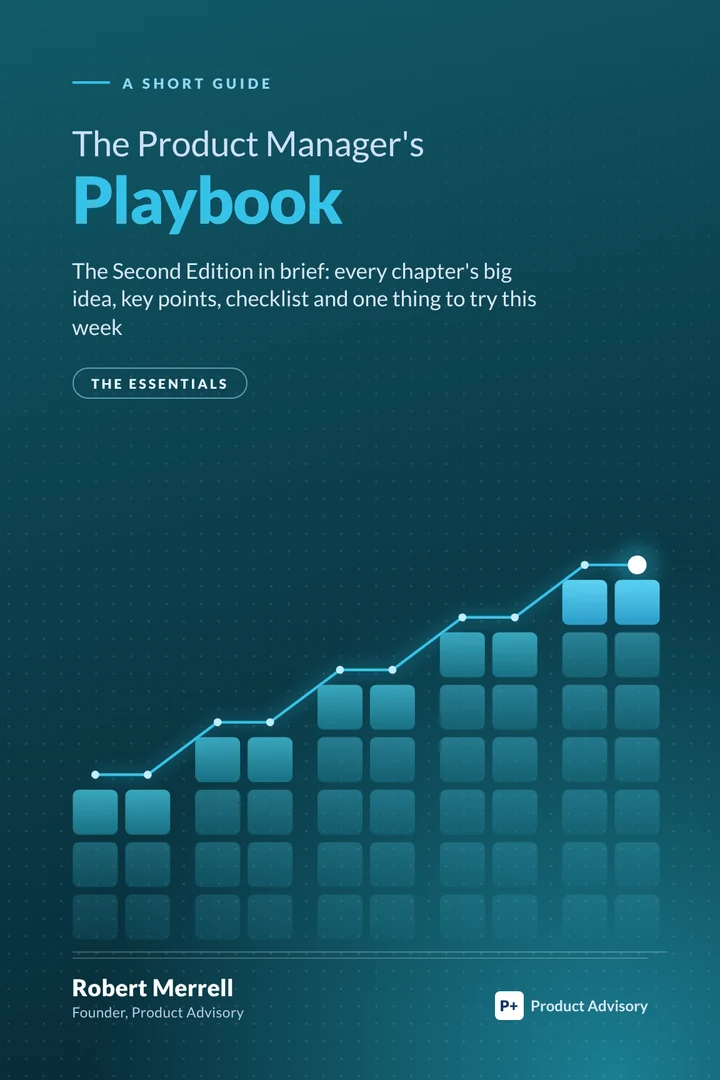 A SHORT GUIDE
The Product Manager's
Playbook
The Second Edition in brief: every chapter's big
idea, key points, checklist and one thing to try this
week
THE ESSENTIALS
Robert Merrell
Founder, Product Advisory
P+ Product Advisory